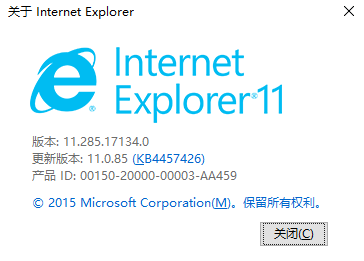 关于 Internet Explorer
Internet
Explorer®11
版本: 11.285.17134.0
更新版本: 11.0.85 (KB4457426)
产品 ID: 00150-20000-00003-AA459
© 2015 Microsoft Corporation(M)。保留所有权利。
关闭(C)